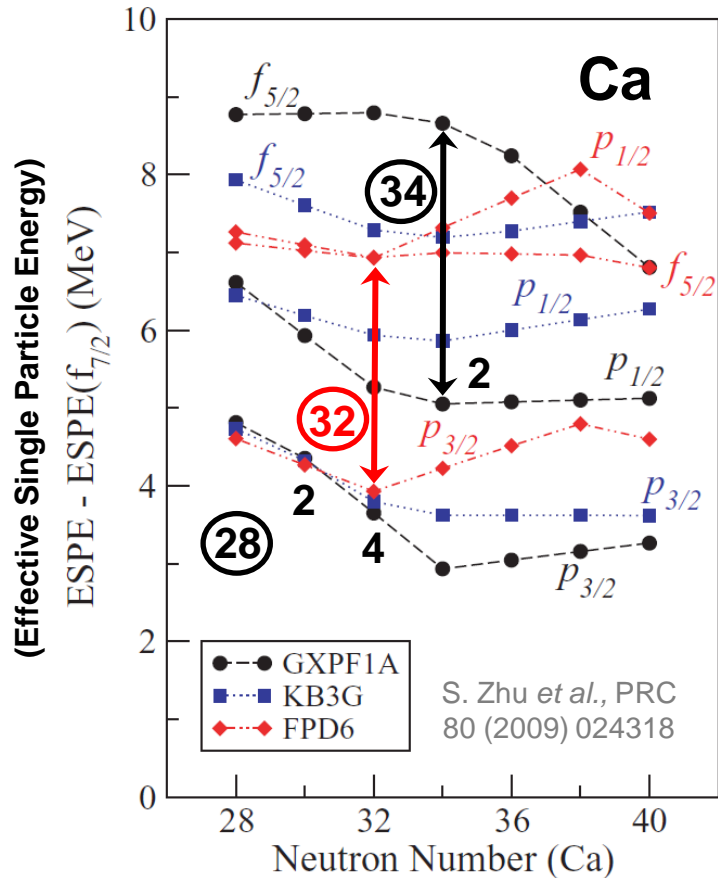 10
8
6
4
2
0
28
32
36
40
Neutron Number (Ca)
(Effective Single Particle Energy)
ESPE - ESPE(f7/2) (MeV)
Ca
f5/2
f5/2
34
p1/2
f5/2
p1/2
2
p1/2
32
p3/2
p3/2
2
28
4
p3/2
GXPF1A
KB3G
FPD6
S. Zhu et al., PRC
80 (2009) 024318